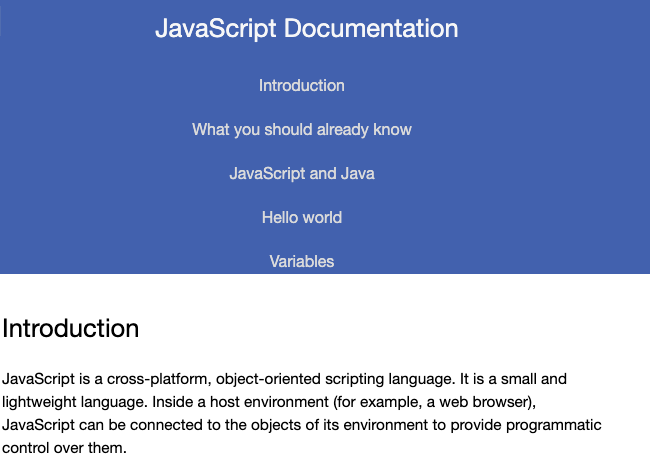 JavaScript Documentation
Introduction
What you should already know
JavaScript and Java
Hello world
Variables
Introduction
JavaScript is a cross-platform, object-oriented scripting language. It is a small and
lightweight language. Inside a host environment (for example, a web browser),
JavaScript can be connected to the objects of its environment to provide programmatic
control over them.